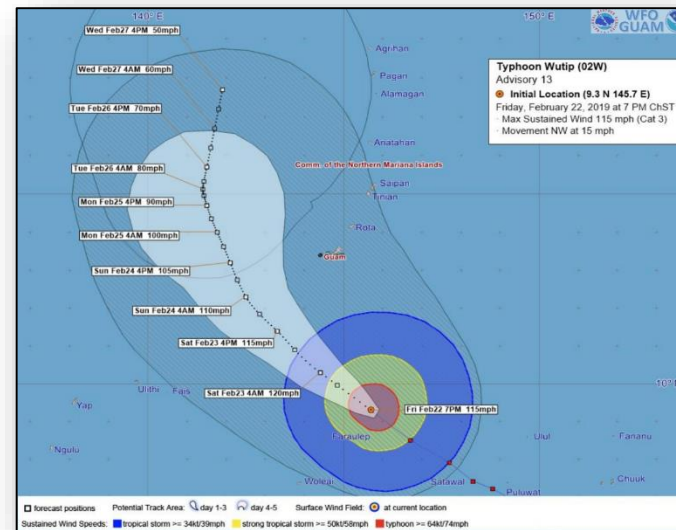 140° E
150° E
WFO
GUAM
Typhoon Wutip (02W)
Advisory 13
Initial Location (9.3 N 145.7 E)
Friday, February 22, 2019 at 7 PM ChST
- Max Sustained Wind 115 mph (Cat 3)
- Movement NW at 15 mph
Wed Feb27 4PM 50mph
Agrihan
Wed Feb27 4AM 60mph
Pagan
Alamagan
Tue Feb26 4PM 70mph
Anatahan
Tue Feb26 4AM 80mph
Comm. of the Northern Mariana Islands
Saipan
Tinian
Mon Feb25 4PM 90mph
Rota
Mon Feb25 4AM 100mph
Guam
Sun Feb24 4PM 105mph
Sun Feb24 4AM 110mph
Sat Feb23 4PM 115mph
10°
Ulithi
Fais
Sat Feb23 4AM 120mph
Yap
Fri Feb22 7PM 115mph
Faraulep
Ulul
Fananu
Ngulu
Woleai
Satawal
Puluwat
Chuuk
forecast positions Potential Track Area: day 1-3 day 4-5 Surface Wind Field: at current location
Sustained Wind Speeds: tropical storm >= 34kt/39mph strong tropical storm >= 50kt/58mph typhoon >= 64kt/74mph